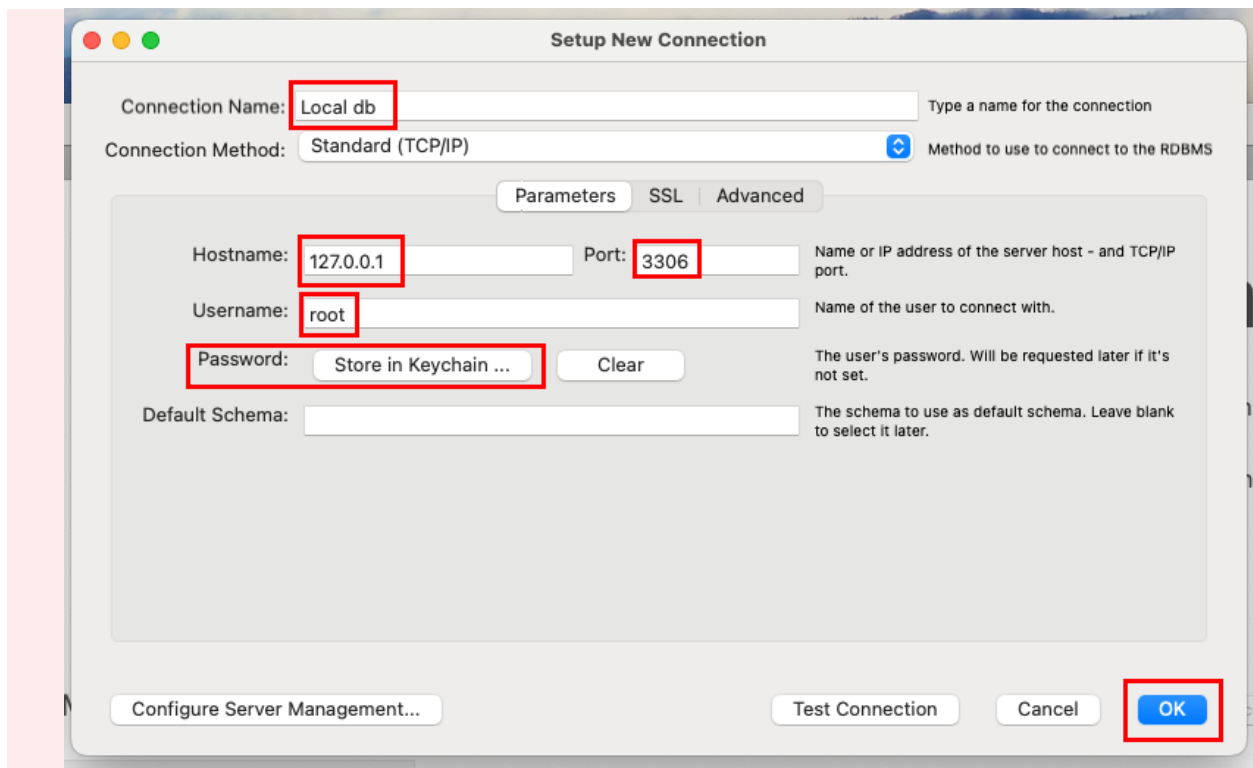 Setup New Connection
Connection Name: Local db Type a name for the connection
Connection Method: Standard (TCP/IP) Method to use to connect to the RDBMS
Parameters SSL Advanced
Hostname: 127.0.0.1 Port: 3306 Name or IP address of the server host - and TCP/IP
port.
Username: root Name of the user to connect with.
Password: Store in Keychain ... Clear The user's password. Will be requested later if it's
not set.
Default Schema: The schema to use as default schema. Leave blank
to select it later.
Configure Server Management... Test Connection Cancel OK